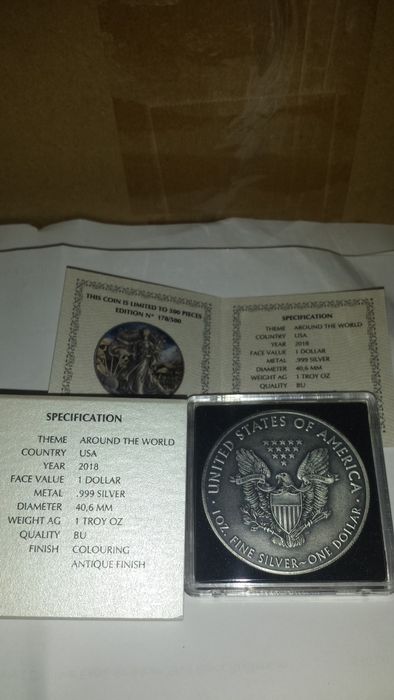 THIS COIN IS LIMITED TO 500 PIECES
EDITION N° 178/500
SPECIFICATION
THEME AROUND THE WORLD
COUNTRY USA
YEAR 2018
FACE VALUE 1 DOLLAR
METAL .999 SILVER
DIAMETER 40,6 MM
WEIGHT AG 1 TROY OZ
QUALITY BU
SPECIFICATION
THEME AROUND THE WORLD
COUNTRY USA
YEAR 2018
FACE VALUE 1 DOLLAR
METAL .999 SILVER
DIAMETER 40,6 MM
WEIGHT AG 1 TROY OZ
QUALITY BU
FINISH COLOURING
ANTIQUE FINISH
UNITED STATES OF AMERICA
1 OZ. FINE SILVER~ONE DOLLAR